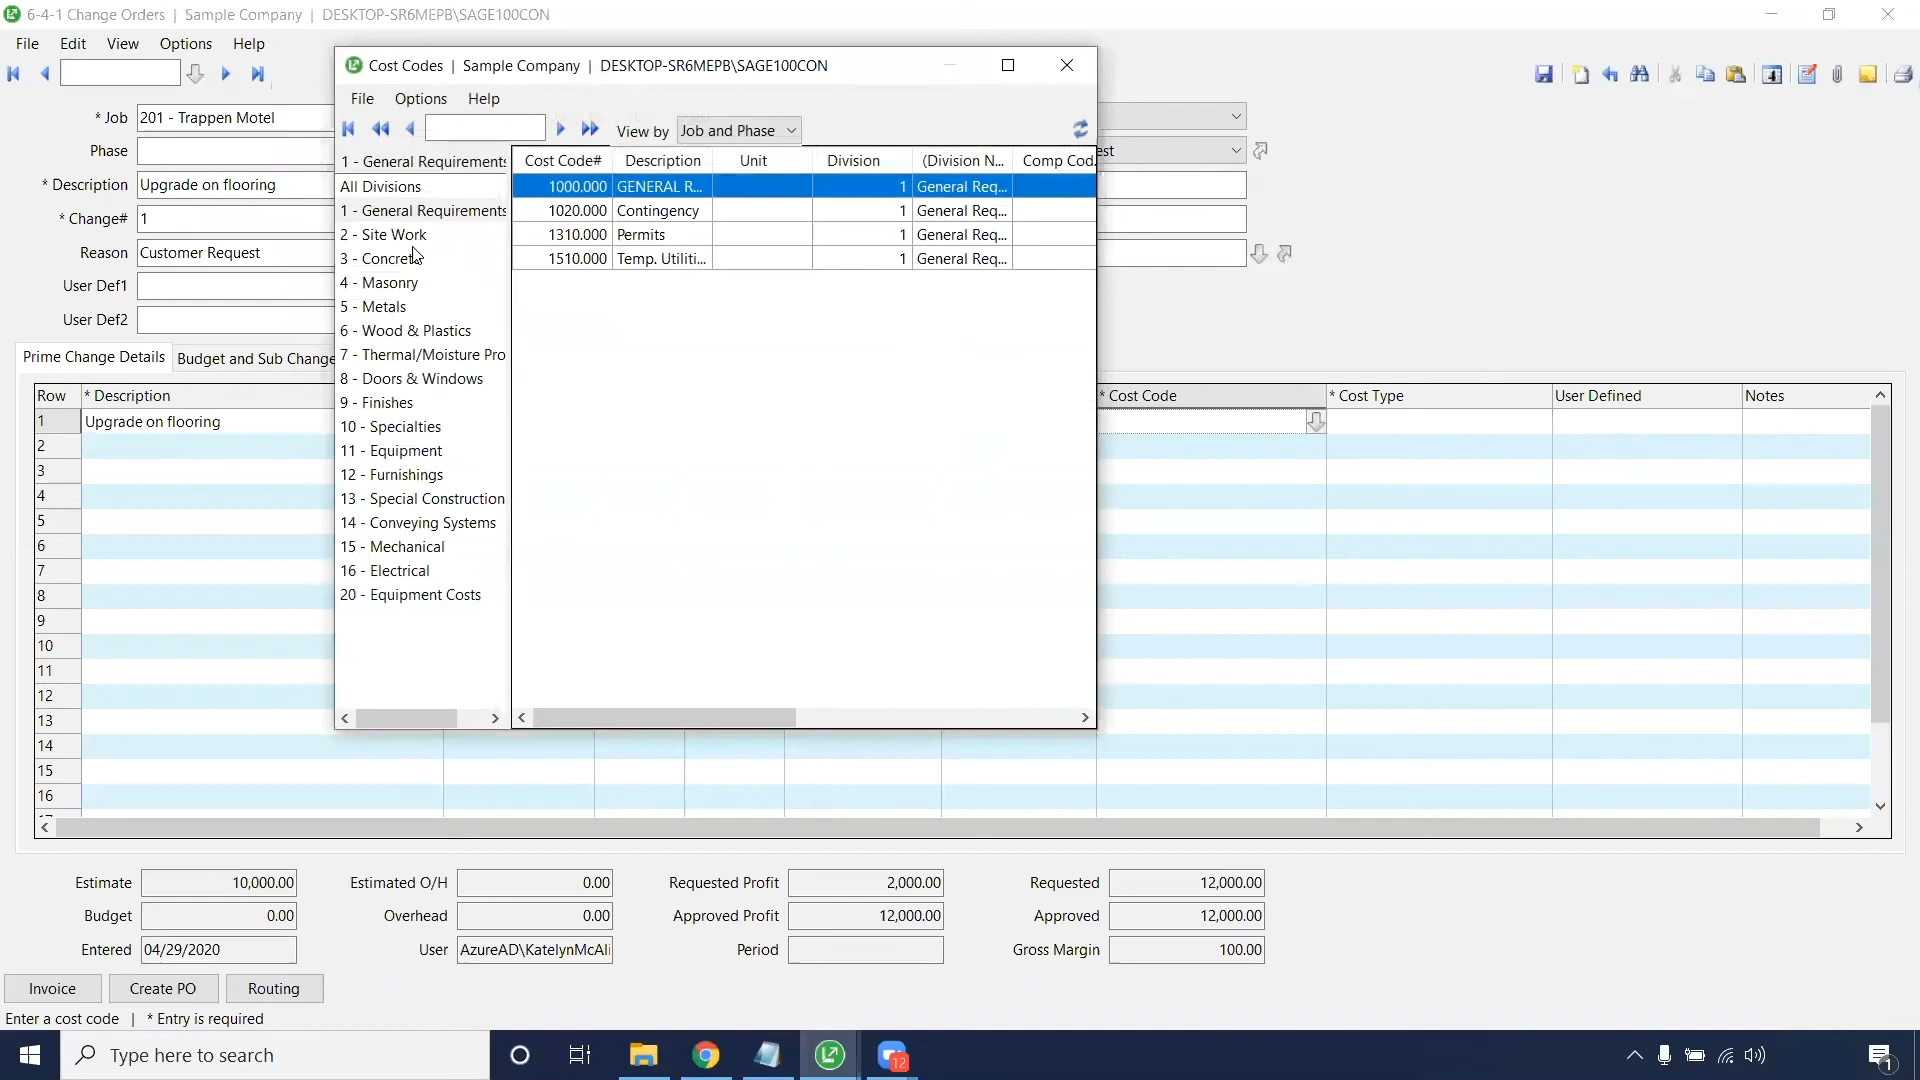 6-4-1 Change Orders | Sample Company | DESKTOP-SR6MEPB\SAGE100CON
File Edit View Options Help
* Job 201 - Trappen Motel
Phase
* Description Upgrade on flooring
* Change# 1
Reason Customer Request
User Def1
User Def2
est
Cost Codes | Sample Company | DESKTOP-SR6MEPB\SAGE100CON
File Options Help
View by Job and Phase
1 - General Requirements
All Divisions
1 - General Requirements
2 - Site Work
3 - Concrete
4 - Masonry
5 - Metals
6 - Wood & Plastics
7 - Thermal/Moisture Pro
8 - Doors & Windows
9 - Finishes
10 - Specialties
11 - Equipment
12 - Furnishings
13 - Special Construction
14 - Conveying Systems
15 - Mechanical
16 - Electrical
20 - Equipment Costs
Cost Code# Description Unit Division (Division N... Comp Cod.
1000.000 GENERAL R... 1 General Req...
1020.000 Contingency 1 General Req...
1310.000 Permits 1 General Req...
1510.000 Temp. Utiliti... 1 General Req...
Prime Change Details Budget and Sub Change
Row * Description * Cost Code * Cost Type User Defined Notes
1 Upgrade on flooring
2
3
4
5
6
7
8
9
10
11
12
13
14
15
16
Estimate 10,000.00 Estimated O/H 0.00 Requested Profit 2,000.00 Requested 12,000.00
Budget 0.00 Overhead 0.00 Approved Profit 12,000.00 Approved 12,000.00
Entered 04/29/2020 User AzureAD\KatelynMcAli Period Gross Margin 100.00
Invoice Create PO Routing
Enter a cost code | * Entry is required
Type here to search
12
1